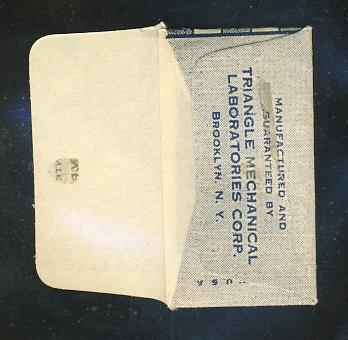 MANUFACTURED AND
GUARANTEED BY
TRIANGLE MECHANICAL
LABORATORIES CORP.
BROOKLYN, N. Y.
U S A